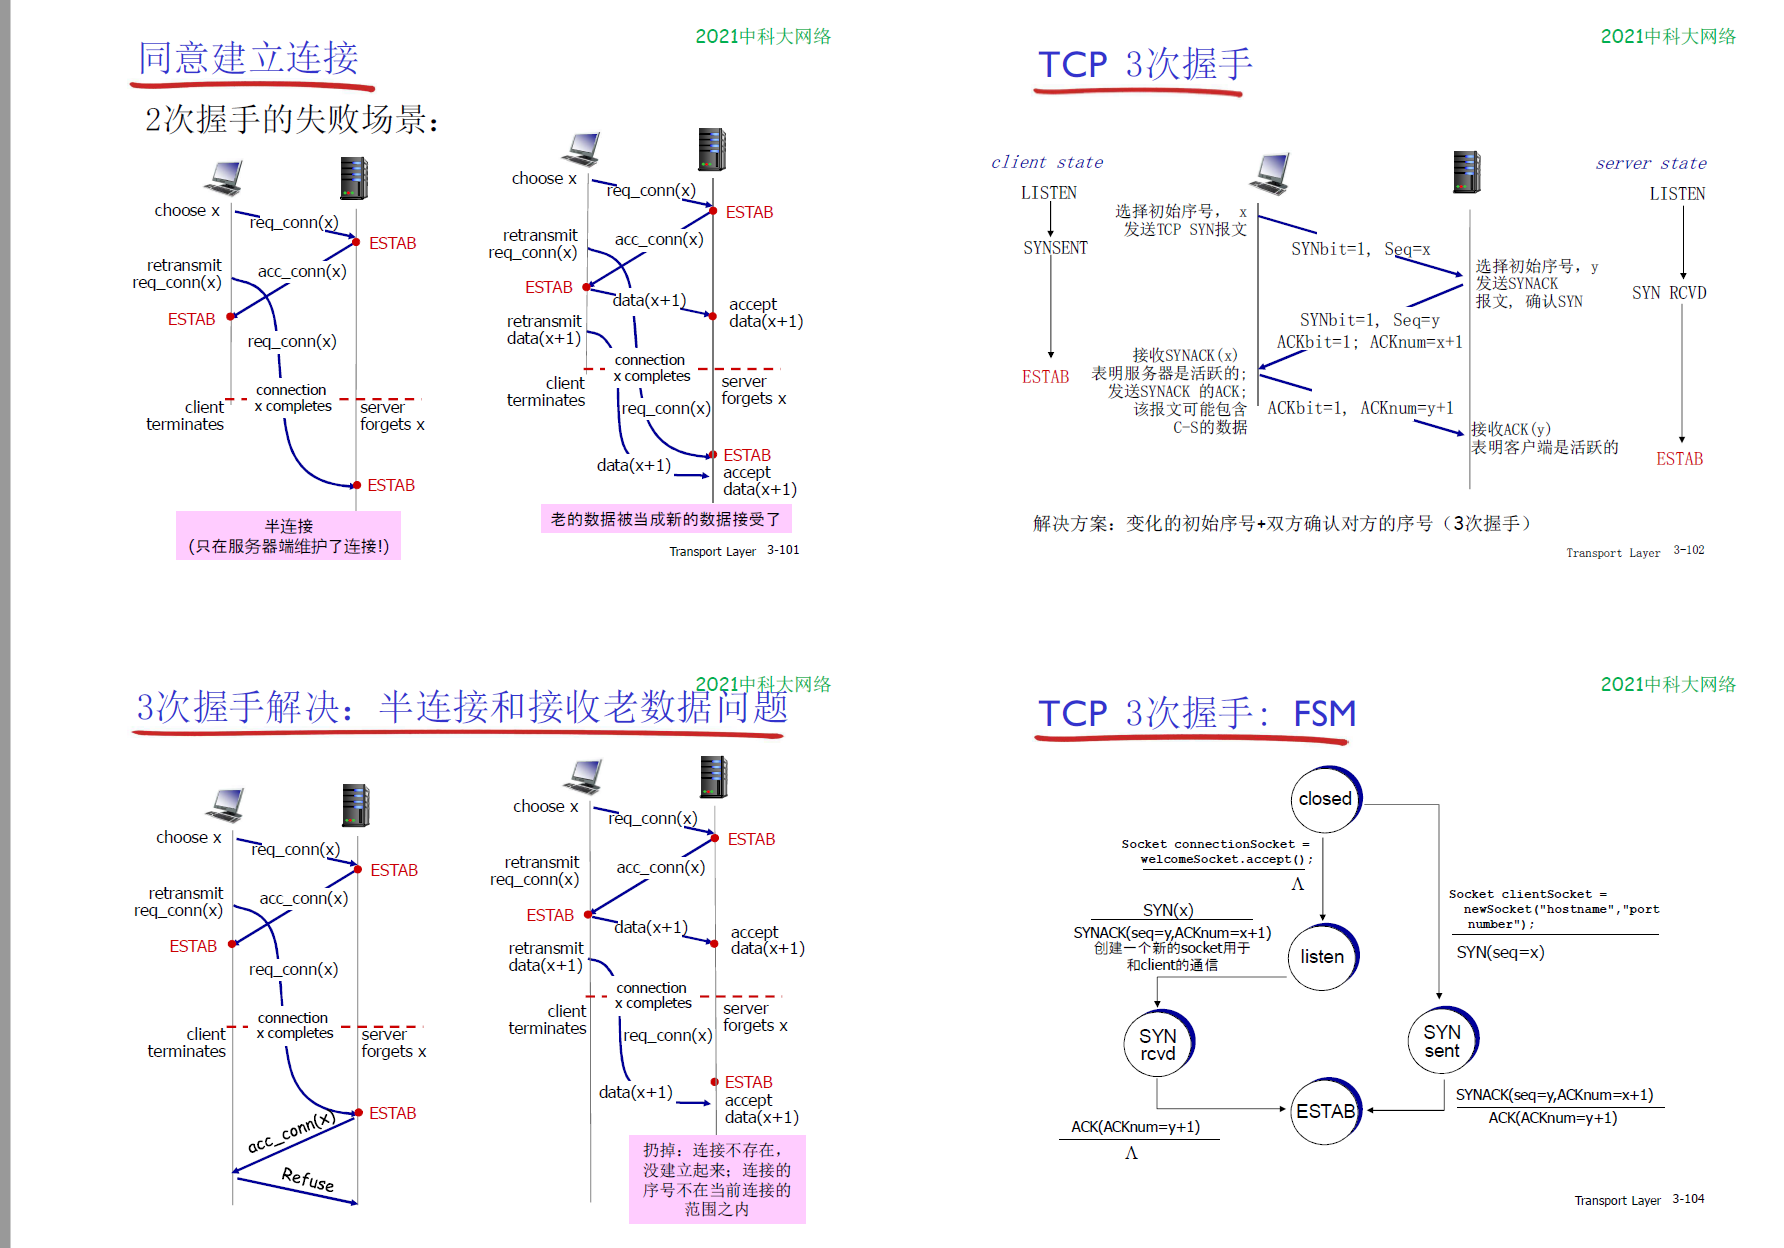 2021中科大网络
同意建立连接
2次握手的失败场景：
choose x
req_conn(x)
ESTAB
retransmit
req_conn(x)
acc_conn(x)
ESTAB
req_conn(x)
connection
x completes
client
terminates
server
forgets x
ESTAB
半连接
(只在服务器端维护了连接!)
choose x
req_conn(x)
ESTAB
retransmit
req_conn(x)
acc_conn(x)
ESTAB
data(x+1)
accept
data(x+1)
retransmit
data(x+1)
connection
x completes
client
terminates
server
forgets x
req_conn(x)
ESTAB
data(x+1)
accept
data(x+1)
老的数据被当成新的数据接受了
Transport Layer 3-101
2021中科大网络
TCP 3次握手
client state
server state
LISTEN
LISTEN
选择初始序号， x
发送TCP SYN报文
SYNSENT
SYNbit=1, Seq=x
选择初始序号，y
发送SYNACK
报文，确认SYN
SYN RCVD
SYNbit=1, Seq=y
ACKbit=1; ACKnum=x+1
接收SYNACK(x)
表明服务器是活跃的;
发送SYNACK 的ACK;
该报文可能包含
C-S的数据
ESTAB
ACKbit=1, ACKnum=y+1
接收ACK(y)
表明客户端是活跃的
ESTAB
解决方案：变化的初始序号+双方确认对方的序号（3次握手）
Transport Layer 3-102
2021中科大网络
3次握手解决：半连接和接收老数据问题
choose x
req_conn(x)
ESTAB
retransmit
req_conn(x)
acc_conn(x)
ESTAB
req_conn(x)
connection
x completes
client
terminates
server
forgets x
ESTAB
acc_conn(x)
Refuse
choose x
req_conn(x)
ESTAB
retransmit
req_conn(x)
acc_conn(x)
ESTAB
data(x+1)
accept
data(x+1)
retransmit
data(x+1)
connection
x completes
client
terminates
server
forgets x
req_conn(x)
ESTAB
data(x+1)
accept
data(x+1)
扔掉：连接不存在，
没建立起来；连接的
序号不在当前连接的
范围之内
2021中科大网络
TCP 3次握手: FSM
closed
Socket connectionSocket =
welcomeSocket.accept();
Λ
Socket clientSocket =
newSocket("hostname","port
number");
SYN(seq=x)
SYN(x)
SYNACK(seq=y,ACKnum=x+1)
创建一个新的socket用于
和client的通信
listen
SYN
rcvd
SYN
sent
ESTAB
SYNACK(seq=y,ACKnum=x+1)
ACK(ACKnum=y+1)
ACK(ACKnum=y+1)
Λ
Transport Layer 3-104